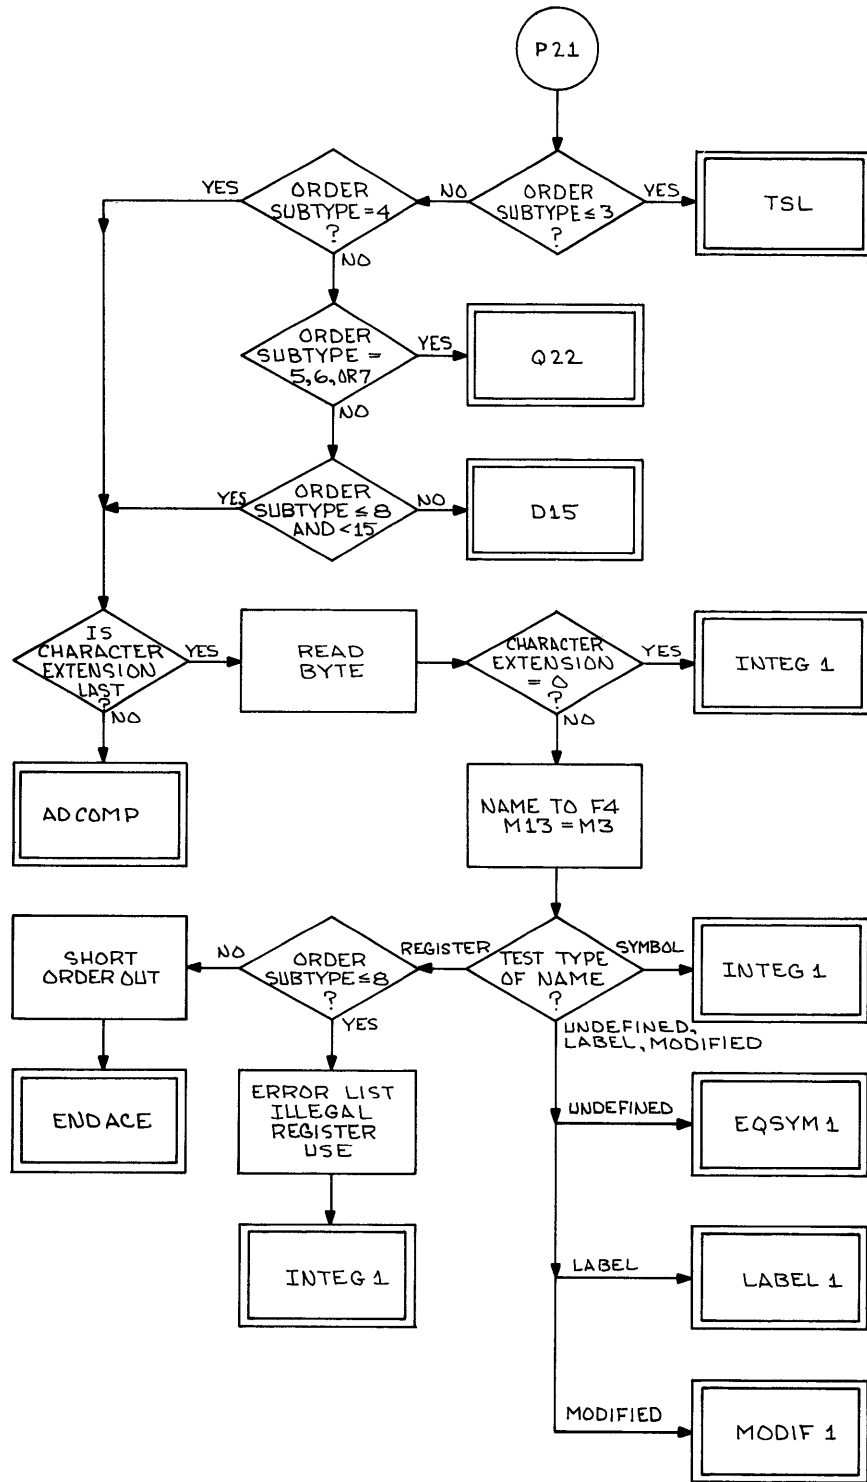 P21
YES
ORDER
SUBTYPE=4
?
NO
ORDER
SUBTYPE≤3
?
YES
TSL
NO
ORDER
SUBTYPE =
5,6,OR7
YES
Q22
NO
YES
ORDER
SUBTYPE ≤ 8
AND <15
NO
D15
IS
CHARACTER
EXTENSION
LAST
?
YES
READ
BYTE
CHARACTER
EXTENSION
= 0
?
YES
INTEG 1
NO
NO
ADCOMP
NAME TO F4
M13 = M3
SHORT
ORDER OUT
NO
ORDER
SUBTYPE≤8
?
REGISTER
TEST TYPE
OF NAME
?
SYMBOL
INTEG 1
YES
UNDEFINED,
LABEL, MODIFIED
ENDACE
ERROR LIST
ILLEGAL
REGISTER
USE
UNDEFINED
EQSYM 1
INTEG 1
LABEL
LABEL 1
MODIFIED
MODIF 1